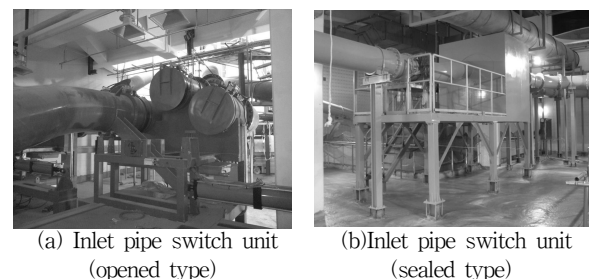 (a) Inlet pipe switch unit
(opened type)
(b)Inlet pipe switch unit
(sealed type)